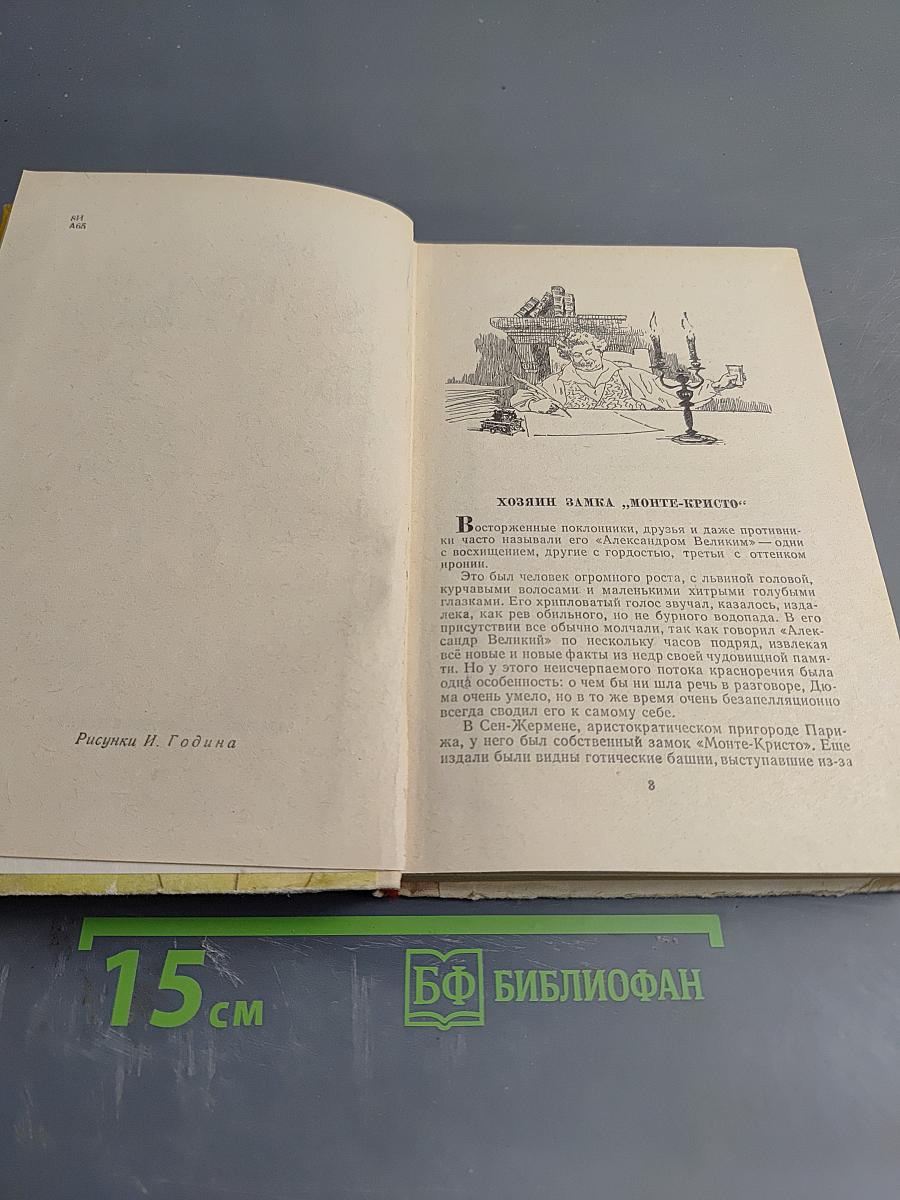 8И
А65
Рисунки И. Година
ХОЗЯИН ЗАМКА „МОНТЕ-КРИСТО“
Восторженные поклонники, друзья и даже противни-
ки часто называли его «Александром Великим» — одни
с восхищением, другие с гордостью, третьи с оттенком
иронии.
Это был человек огромного роста, с львиной головой,
курчавыми волосами и маленькими хитрыми голубыми
глазками. Его хрипловатый голос звучал, казалось, изда-
лека, как рев обильного, но не бурного водопада. В его
присутствии все обычно молчали, так как говорил «Алек-
сандр Великий» по нескольку часов подряд, извлекая
всё новые и новые факты из недр своей чудовищной памя-
ти. Но у этого неисчерпаемого потока красноречия была
одна особенность: о чем бы ни шла речь в разговоре, Дю-
ма очень умело, но в то же время очень безапелляционно
всегда сводил его к самому себе.
В Сен-Жермене, аристократическом пригороде Пари-
жа, у него был собственный замок «Монте-Кристо». Еще
издали были видны готические башни, выступавшие из-за
3
15 см
БФ БИБЛИОФАН